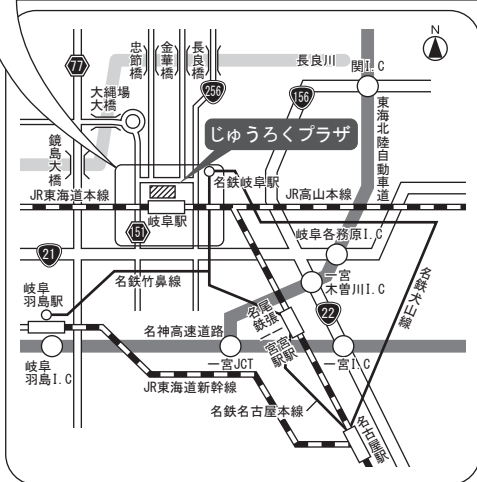 N
77
忠節橋
金華橋
長良橋
256
長良川
関I.C
156
大縄場
大橋
鏡島大橋
東海北陸自動車道
じゅうろくプラザ
名鉄岐阜駅
JR東海道本線
岐阜駅
JR高山本線
151
21
岐阜各務原I.C
岐阜
羽島駅
名鉄竹鼻線
一宮
木曽川I.C
22
名鉄犬山線
名鉄一宮駅
尾張一宮駅
名神高速道路
岐阜
羽島I.C
一宮JCT
一宮I.C
JR東海道新幹線
名鉄名古屋本線
名古屋駅